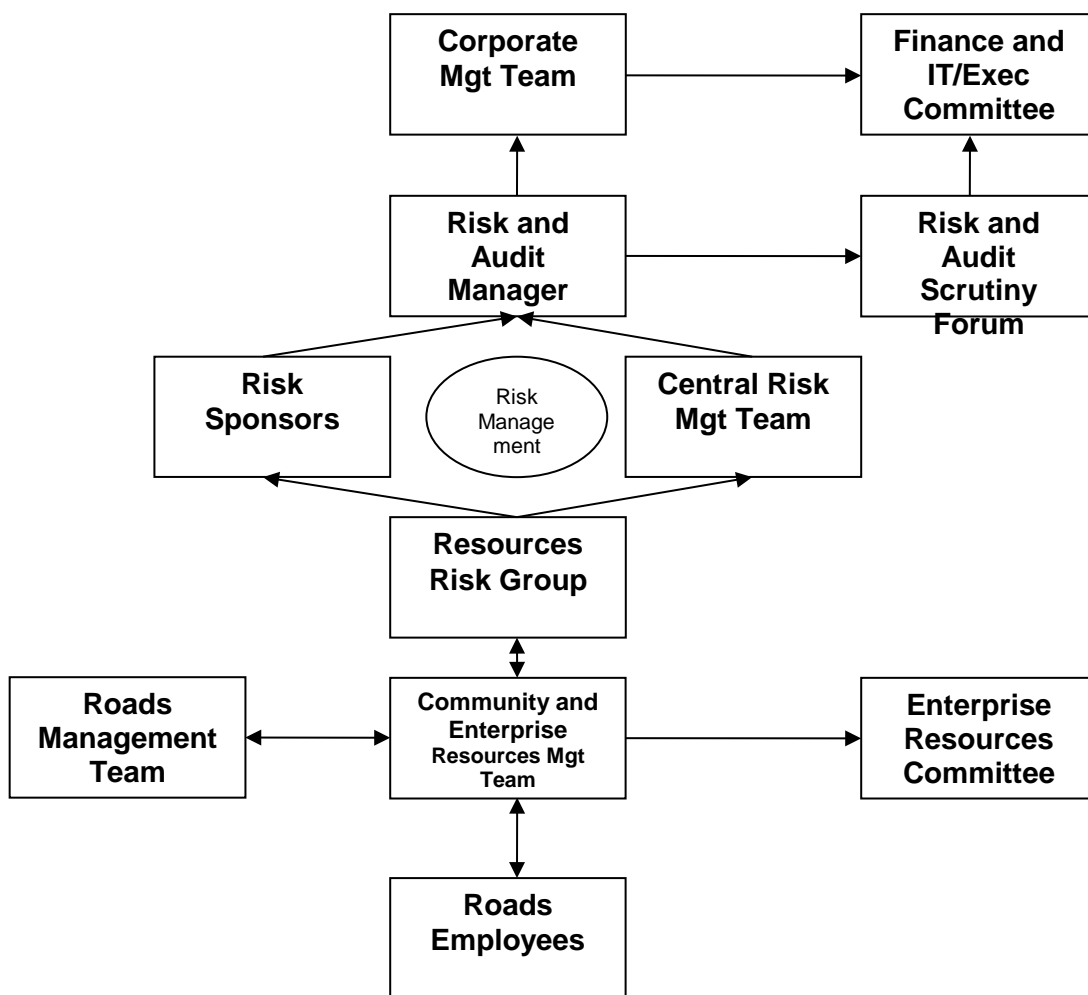 Corporate
Mgt Team
Finance and
IT/Exec
Committee
Risk and
Audit
Manager
Risk and
Audit
Scrutiny
Forum
Risk
Sponsors
Risk
Manage
ment
Central Risk
Mgt Team
Resources
Risk Group
Roads
Management
Team
Community and
Enterprise
Resources Mgt
Team
Enterprise
Resources
Committee
Roads
Employees